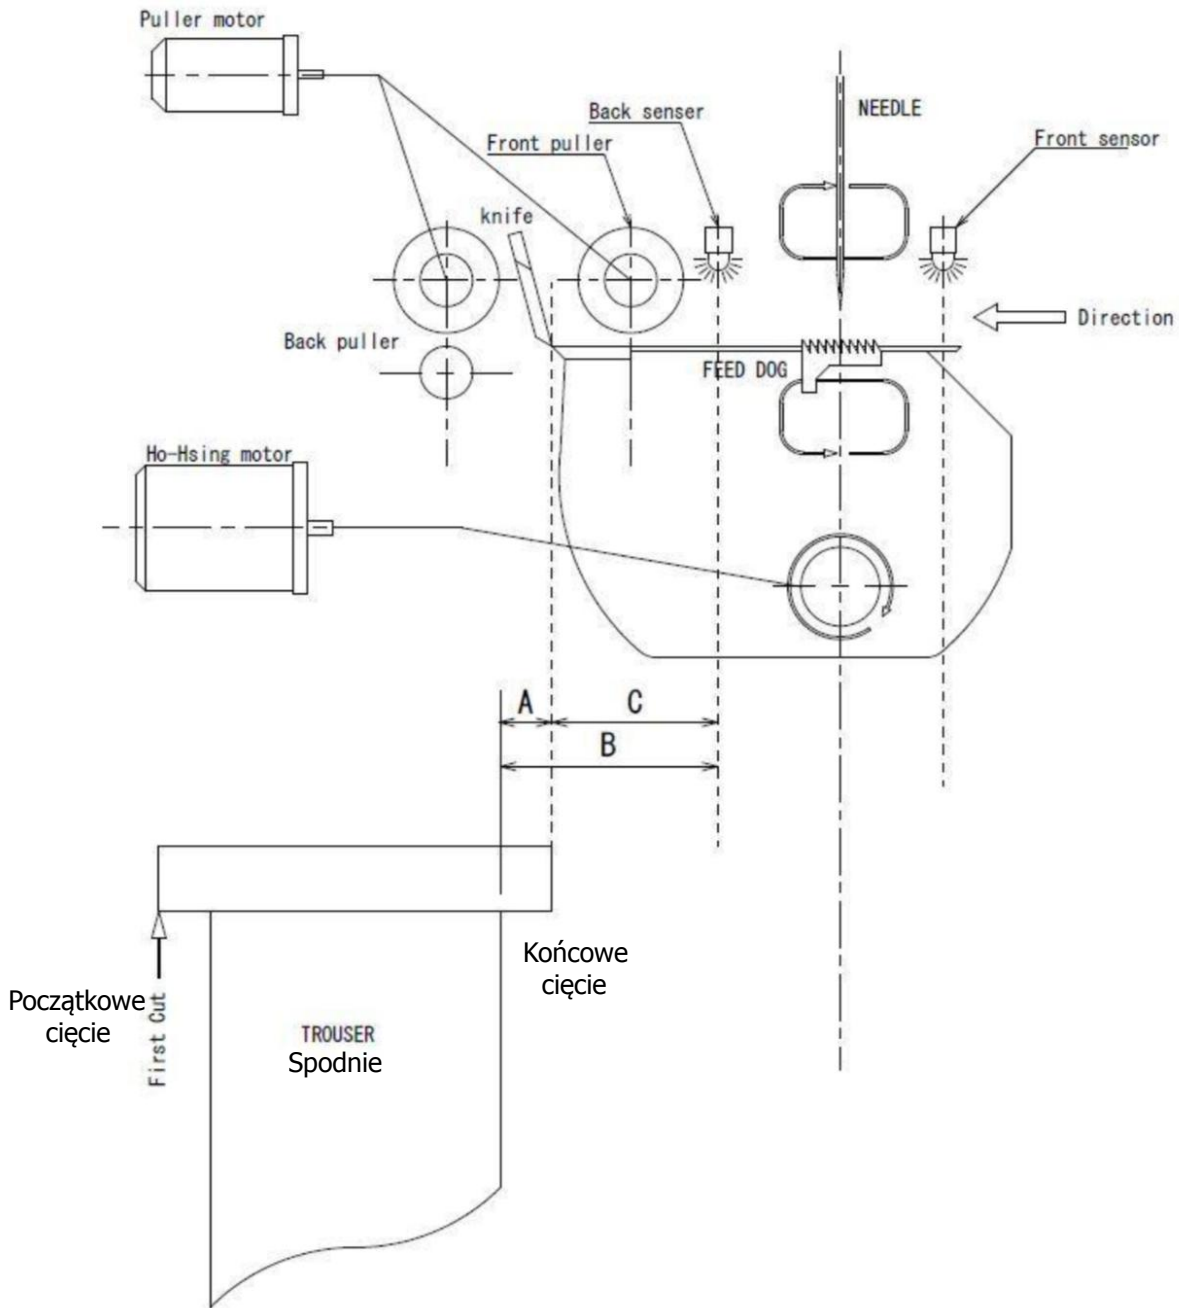 Puller motor
Back senser
NEEDLE
Front puller
Front sensor
knife
Direction
Back puller
FEED DOG
Ho-Hsing motor
A
C
B
Końcowe
cięcie
Początkowe
cięcie
First Cut
TROUSER
Spodnie